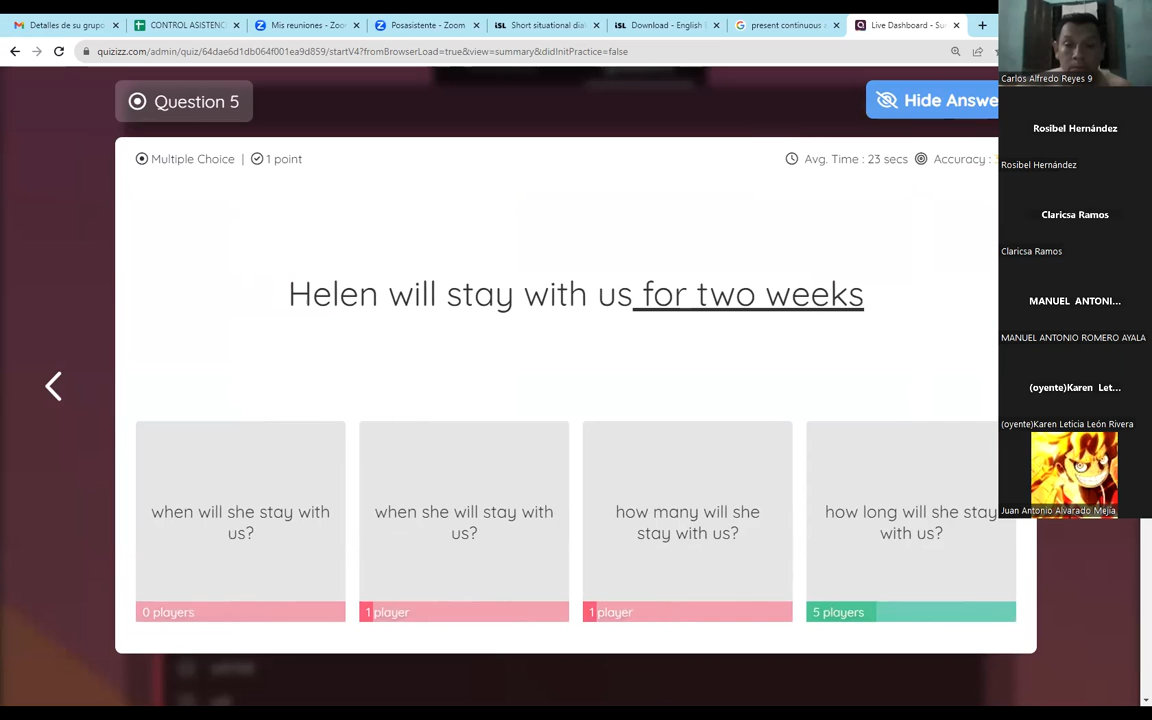 Detalles de su grupo
CONTROL ASISTENC
Mis reuniones - Zoo
Posasistente - Zoom
iSL Short situational dia
iSL Download - English
present continuous
Live Dashboard - Su
quizizz.com/admin/quiz/64dae6d1db064f001ea9d859/startV4?fromBrowserLoad=true&view=summary&didInitPractice=false
Question 5
Hide Answe
Multiple Choice | 1 point
Avg. Time : 23 secs
Accuracy :
Helen will stay with us for two weeks
when will she stay with
us?
0 players
when she will stay with
us?
1 player
how many will she
stay with us?
1 player
how long will she stay
with us?
5 players
Carlos Alfredo Reyes 9
Rosibel Hernández
Rosibel Hernández
Claricsa Ramos
Claricsa Ramos
MANUEL ANTONI...
MANUEL ANTONIO ROMERO AYALA
(oyente)Karen Let...
(oyente)Karen Leticia León Rivera
Juan Antonio Alvarado Mejía